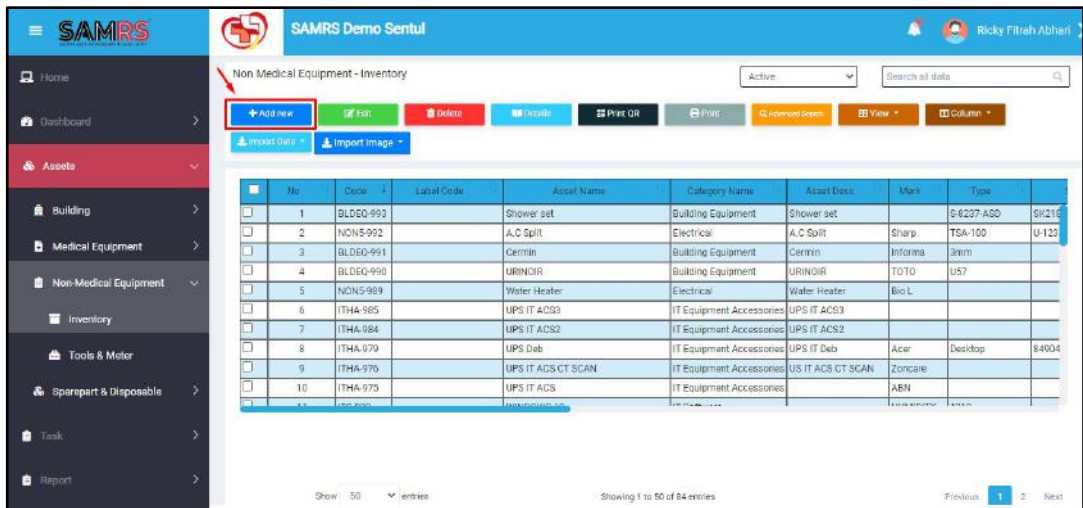 SAMRS
SAMRS Demo Sentul
Ricky Fitrah Abhari
Home
Dashboard
Assets
Building
Medical Equipment
Non-Medical Equipment
Inventory
Tools & Meter
Sparepart & Disposable
Task
Report
Non Medical Equipment - Inventory
Active
Search all data
+Add new
Edit
Delete
Details
Print QR
Print
Advanced Search
View
Column
Import Data
Import Image
No Code Label Code Asset Name Category Name Asset Desc Merk Type
1 BLDEQ-993 Shower set Building Equipment Shower set S-8237-ASD SK218
2 NON5-992 A.C Split Electrical A.C Split Sharp TSA-100 U-123
3 BLDEQ-991 Cermin Building Equipment Cermin Informa 3mm
4 BLDEQ-990 URINOIR Building Equipment URINOIR TOTO U57
5 NON5-989 Water Heater Electrical Water Heater Bio L
6 ITHA-985 UPS IT ACS3 IT Equipment Accessories UPS IT ACS3
7 ITHA-984 UPS IT ACS2 IT Equipment Accessories UPS IT ACS2
8 ITHA-979 UPS Deb IT Equipment Accessories UPS IT Deb Acer Desktop 84904
9 ITHA-976 UPS IT ACS CT SCAN IT Equipment Accessories US IT ACS CT SCAN Zoncare
10 ITHA-975 UPS IT ACS IT Equipment Accessories ABN
Show 50 entries
Showing 1 to 50 of 84 entries
Previous 1 2 Next